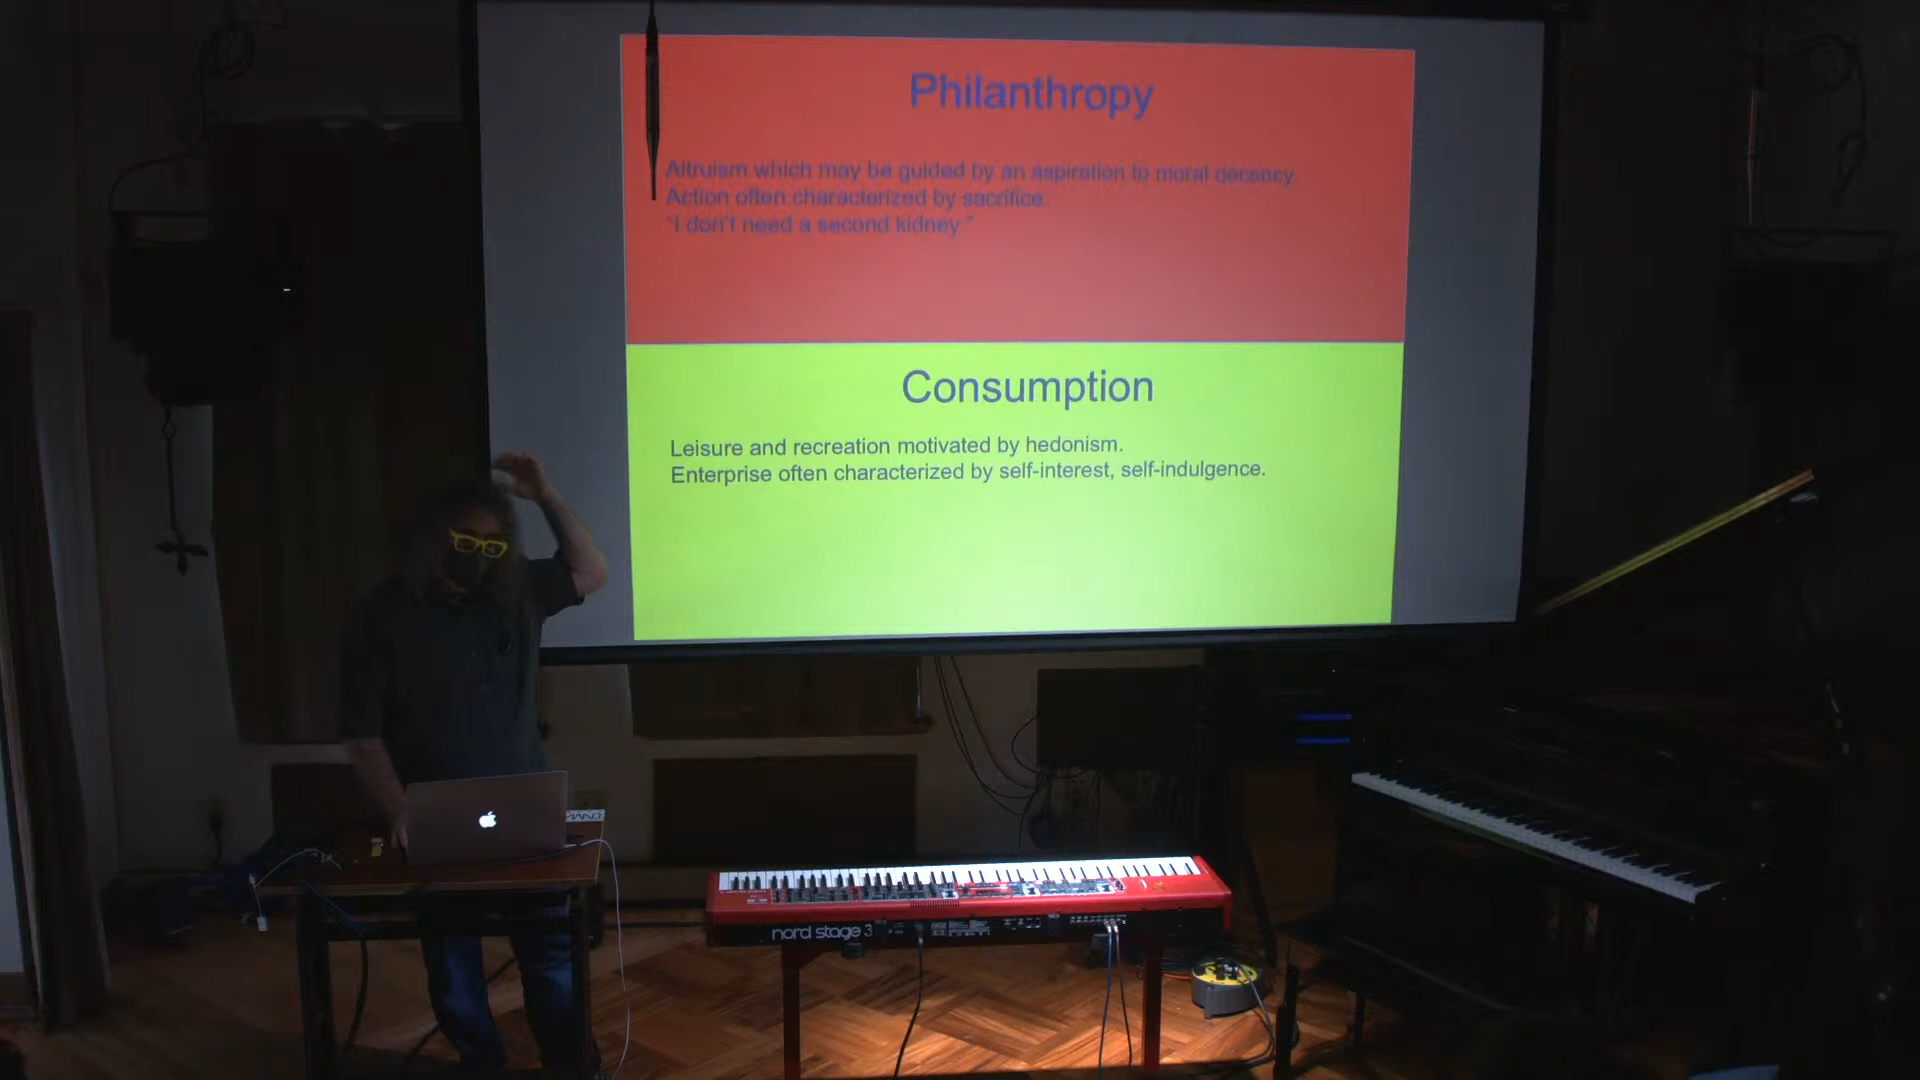 Philanthropy
Altruism which may be guided by an aspiration to moral decency.
Action often characterized by sacrifice.
"I don't need a second kidney."
Consumption
Leisure and recreation motivated by hedonism.
Enterprise often characterized by self-interest, self-indulgence.
nord stage 3